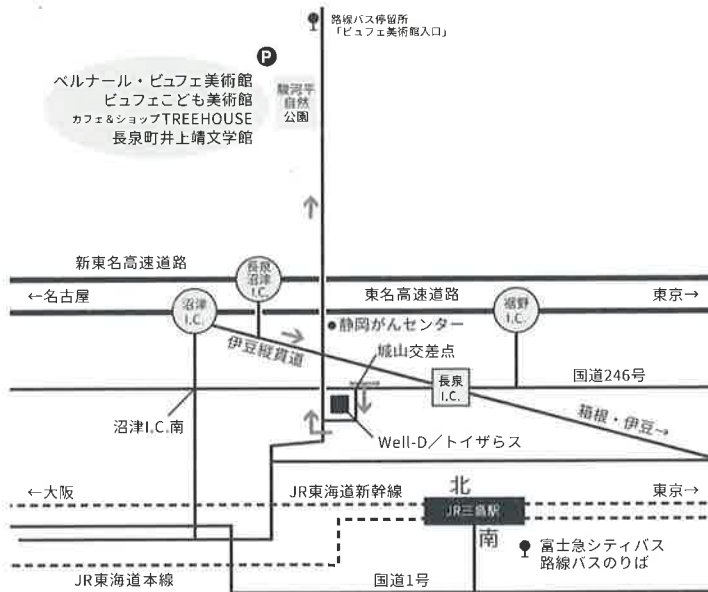 路線バス停留所
「ビュフェ美術館入口」
P
ベルナール・ビュフェ美術館
ビュフェこども美術館
カフェ&ショップTREEHOUSE
長泉町井上靖文学館
駿河平
自然
公園
新東名高速道路
長泉
沼津
I.C.
←名古屋
沼津
I.C.
東名高速道路
裾野
I.C.
東京→
静岡がんセンター
伊豆縦貫道
城山交差点
長泉
I.C.
国道246号
沼津I.C.南
Well-D/トイザらス
箱根・伊豆→
←大阪
JR東海道新幹線
北
東京→
JR三島駅
南
富士急シティバス
路線バスのりば
JR東海道本線
国道1号